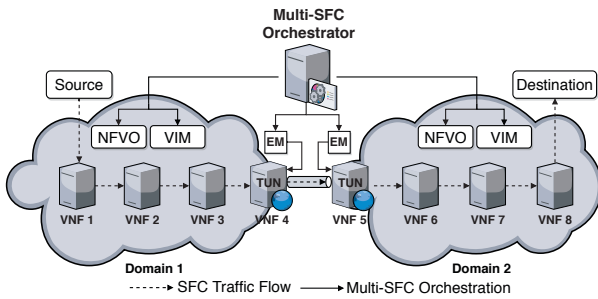 Multi-SFC
Orchestrator
Source
Destination
NFVO
VIM
EM
EM
NFVO
VIM
TUN
TUN
VNF 1
VNF 2
VNF 3
VNF 4
VNF 5
VNF 6
VNF 7
VNF 8
Domain 1
Domain 2
SFC Traffic Flow
Multi-SFC Orchestration